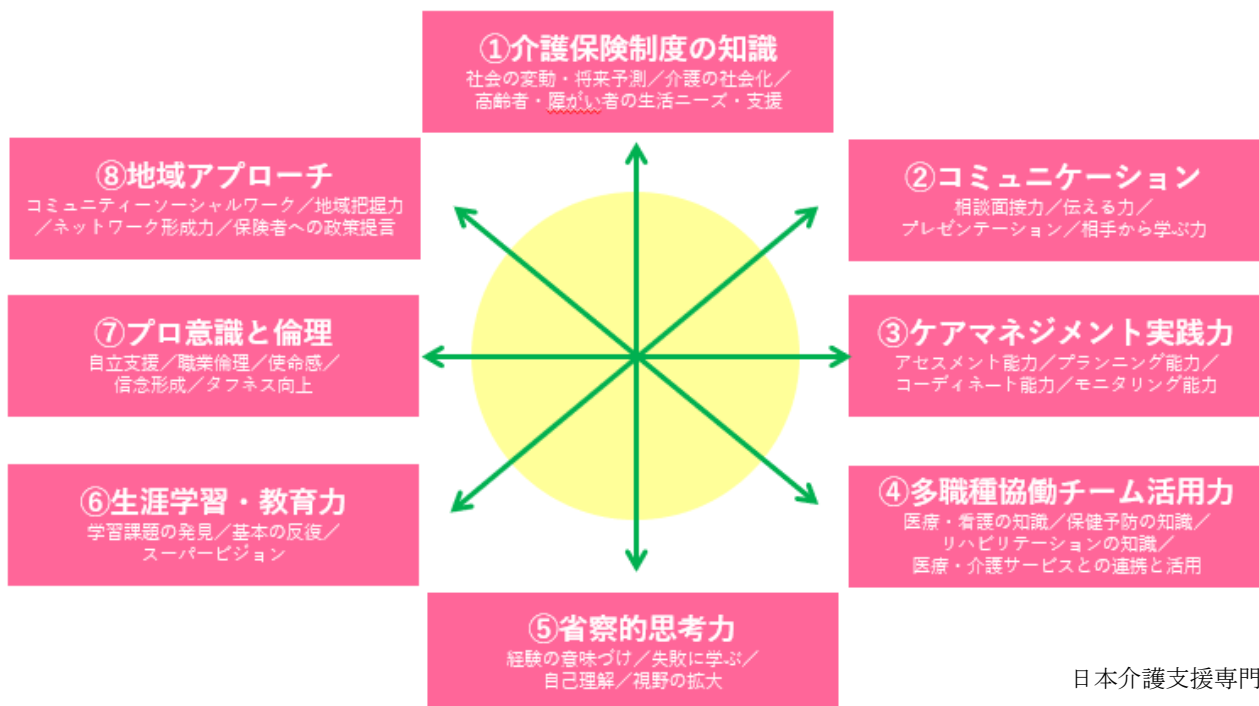 ①介護保険制度の知識
社会の変動・将来予測／介護の社会化／
高齢者・障がい者の生活ニーズ・支援
②コミュニケーション
相談面接力／伝える力／
プレゼンテーション／相手から学ぶ力
③ケアマネジメント実践力
アセスメント能力／プランニング能力／
コーディネート能力／モニタリング能力
④多職種協働チーム活用力
医療・看護の知識／保健予防の知識／
リハビリテーションの知識／
医療・介護サービスとの連携と活用
⑤省察的思考力
経験の意味づけ／失敗に学ぶ／
自己理解／視野の拡大
⑥生涯学習・教育力
学習課題の発見／基本の反復／
スーパービジョン
⑦プロ意識と倫理
自立支援／職業倫理／使命感／
信念形成／タフネス向上
⑧地域アプローチ
コミュニティーソーシャルワーク／地域把握力
／ネットワーク形成力／保険者への政策提言
日本介護支援専門